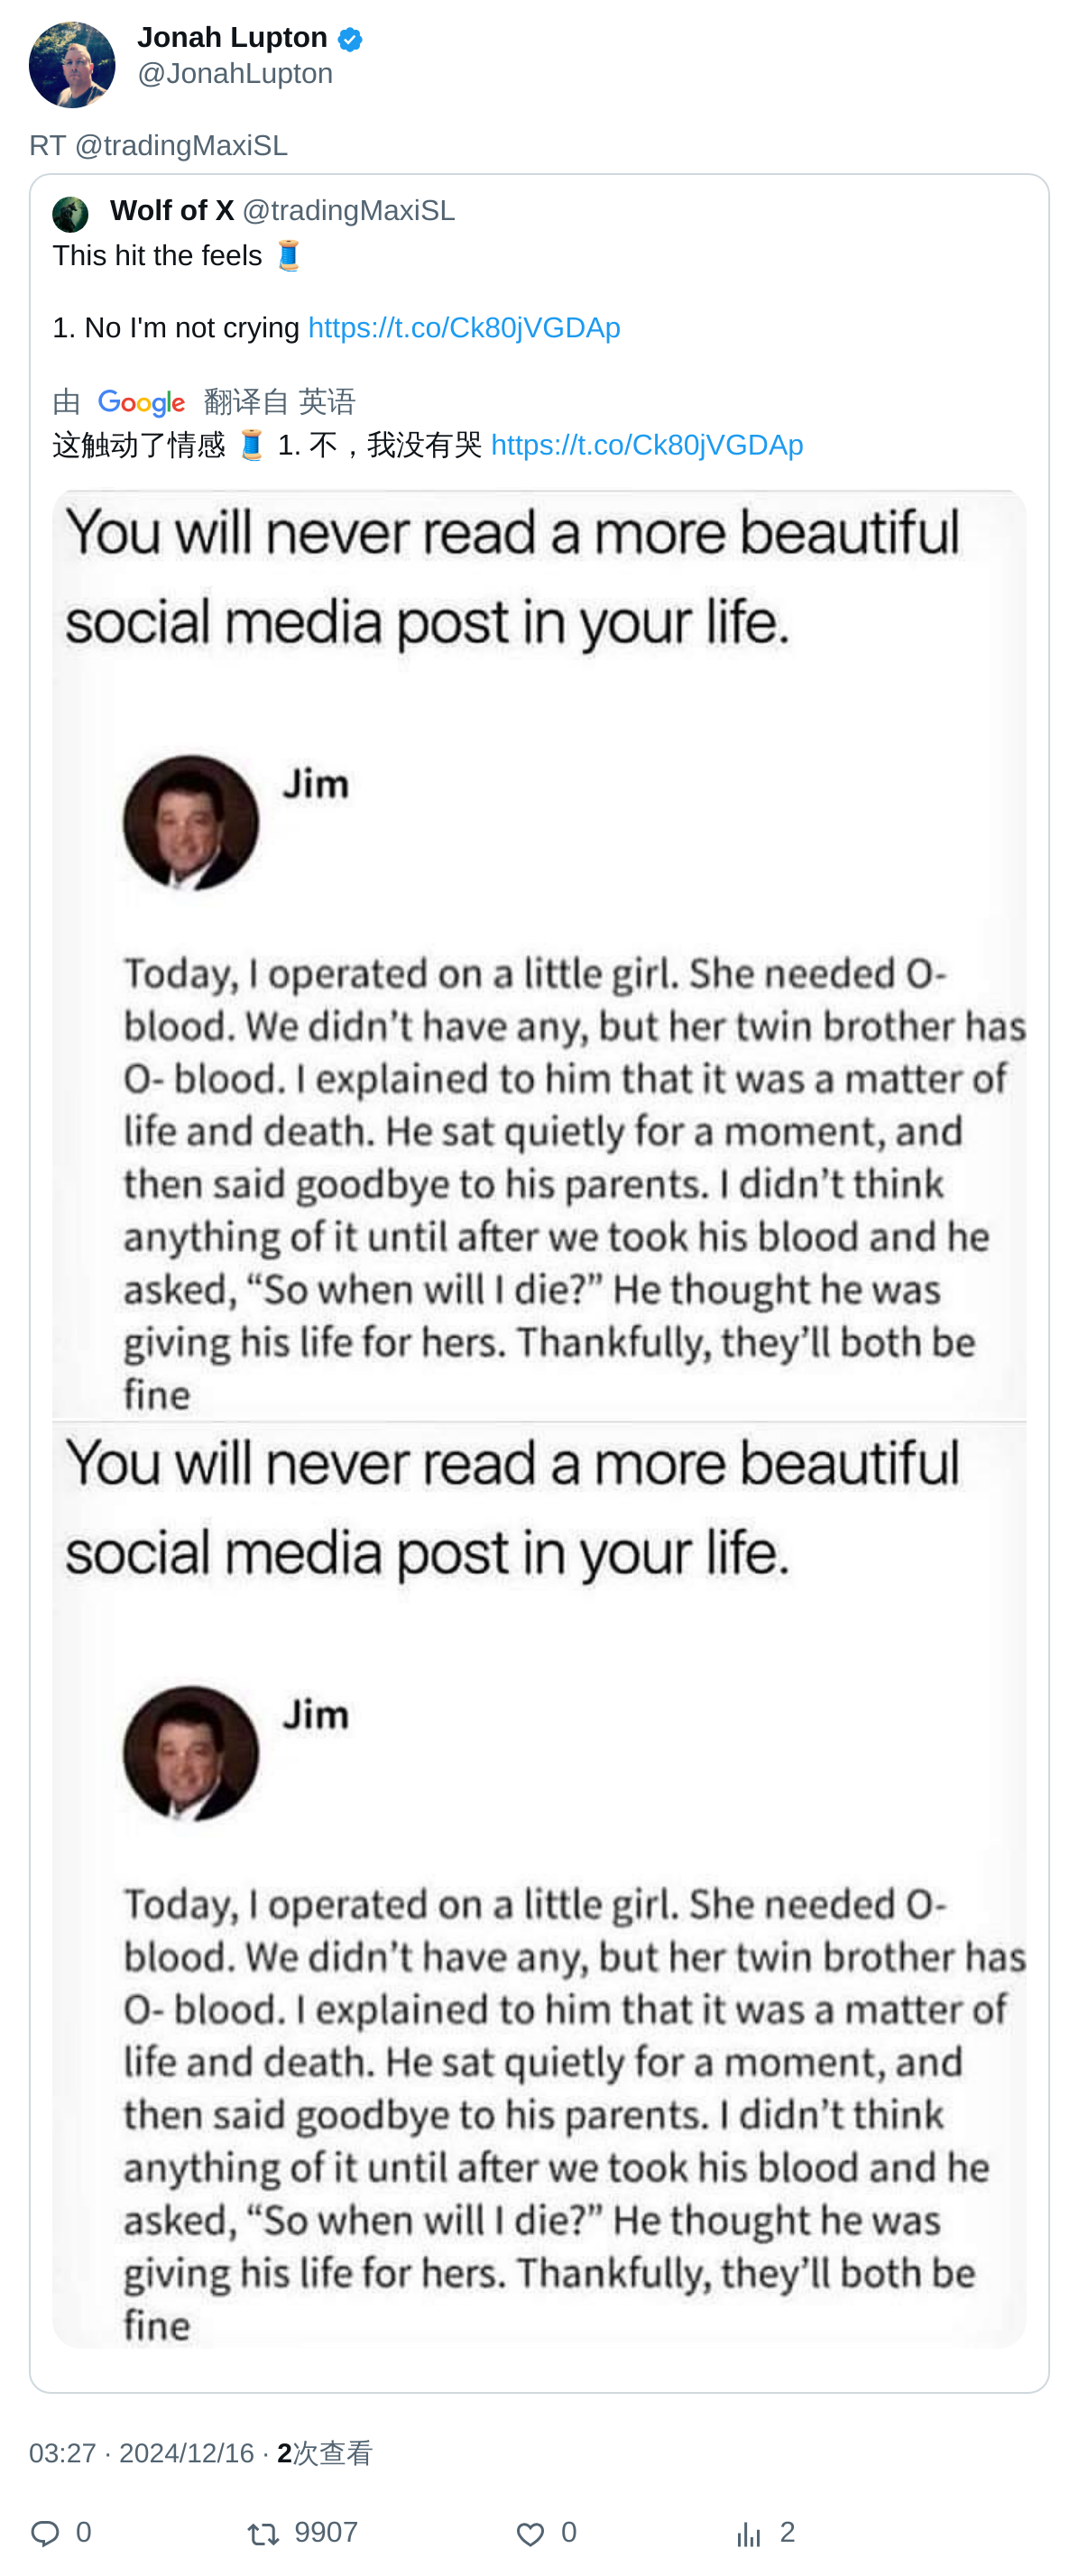 Jonah Lupton
@JonahLupton
RT @tradingMaxiSL
Wolf of X @tradingMaxiSL
This hit the feels 🧵
1. No I'm not crying https://t.co/Ck80jVGDAp
由 Google 翻译自 英语
这触动了情感 🧵 1. 不，我没有哭 https://t.co/Ck80jVGDAp
You will never read a more beautiful
social media post in your life.
Jim
Today, I operated on a little girl. She needed O-
blood. We didn’t have any, but her twin brother has
O- blood. I explained to him that it was a matter of
life and death. He sat quietly for a moment, and
then said goodbye to his parents. I didn’t think
anything of it until after we took his blood and he
asked, “So when will I die?” He thought he was
giving his life for hers. Thankfully, they’ll both be
fine
You will never read a more beautiful
social media post in your life.
Jim
Today, I operated on a little girl. She needed O-
blood. We didn’t have any, but her twin brother has
O- blood. I explained to him that it was a matter of
life and death. He sat quietly for a moment, and
then said goodbye to his parents. I didn’t think
anything of it until after we took his blood and he
asked, “So when will I die?” He thought he was
giving his life for hers. Thankfully, they’ll both be
fine
03:27 · 2024/12/16 · 2次查看
0 9907 0 2